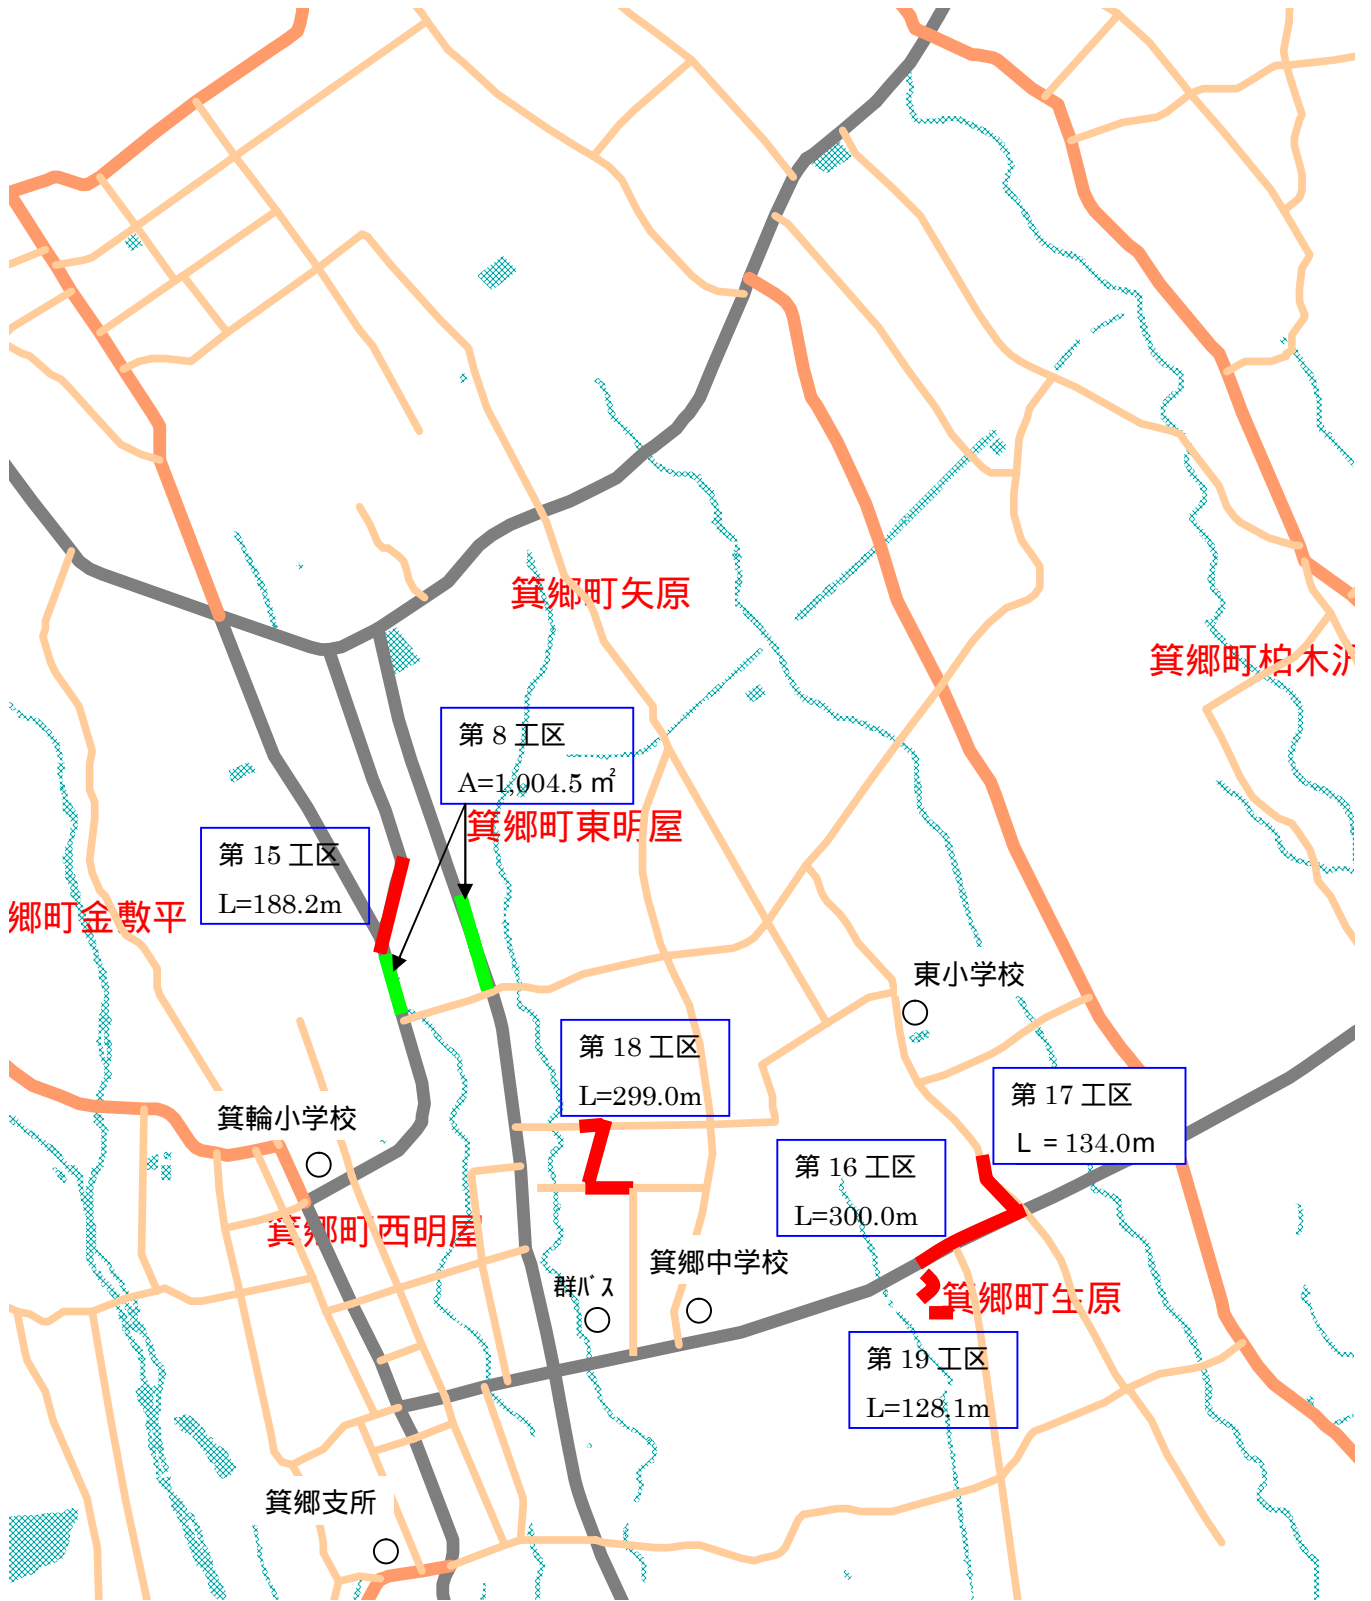 箕郷町矢原
箕郷町柏木沢
第 8 工区
A=1,004.5 ㎡
箕郷町東明屋
第 15 工区
L=188.2m
郷町金敷平
東小学校
第 18 工区
L=299.0m
第 17 工区
L = 134.0m
箕輪小学校
第 16 工区
L=300.0m
箕郷町西明屋
箕郷中学校
群バス
箕郷町生原
第 19 工区
L=128.1m
箕郷支所